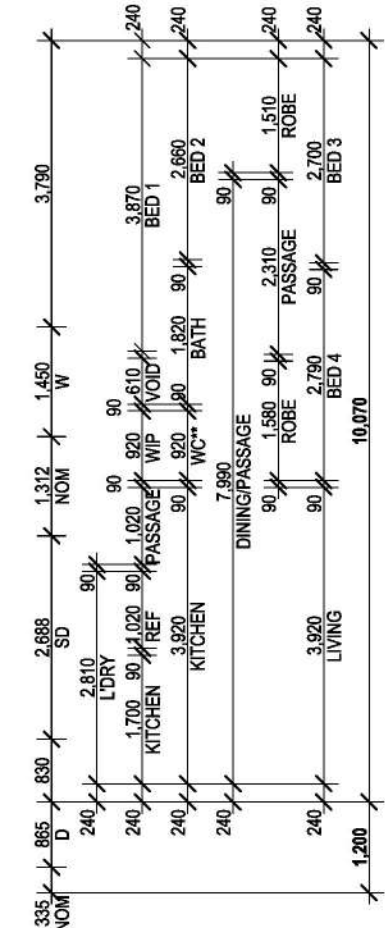 335 865 830 2,688 1,312 1,450 3,790
NOM D SD NOM W
240 2,810 90
L'DRY
240 1,700 90 1,020 90 1,020 90 920 90 610 3,870 240
KITCHEN REF PASSAGE WIP VOID BED 1
240 3,920 90 920 90 1,820 90 2,660 240
KITCHEN WC** BATH BED 2
240 7,990 90
DINING/PASSAGE
90 1,580 90 2,310 90 1,510 240
ROBE PASSAGE ROBE
240 3,920 90 2,790 90 2,700 240
LIVING BED 4 BED 3
1,200 10,070